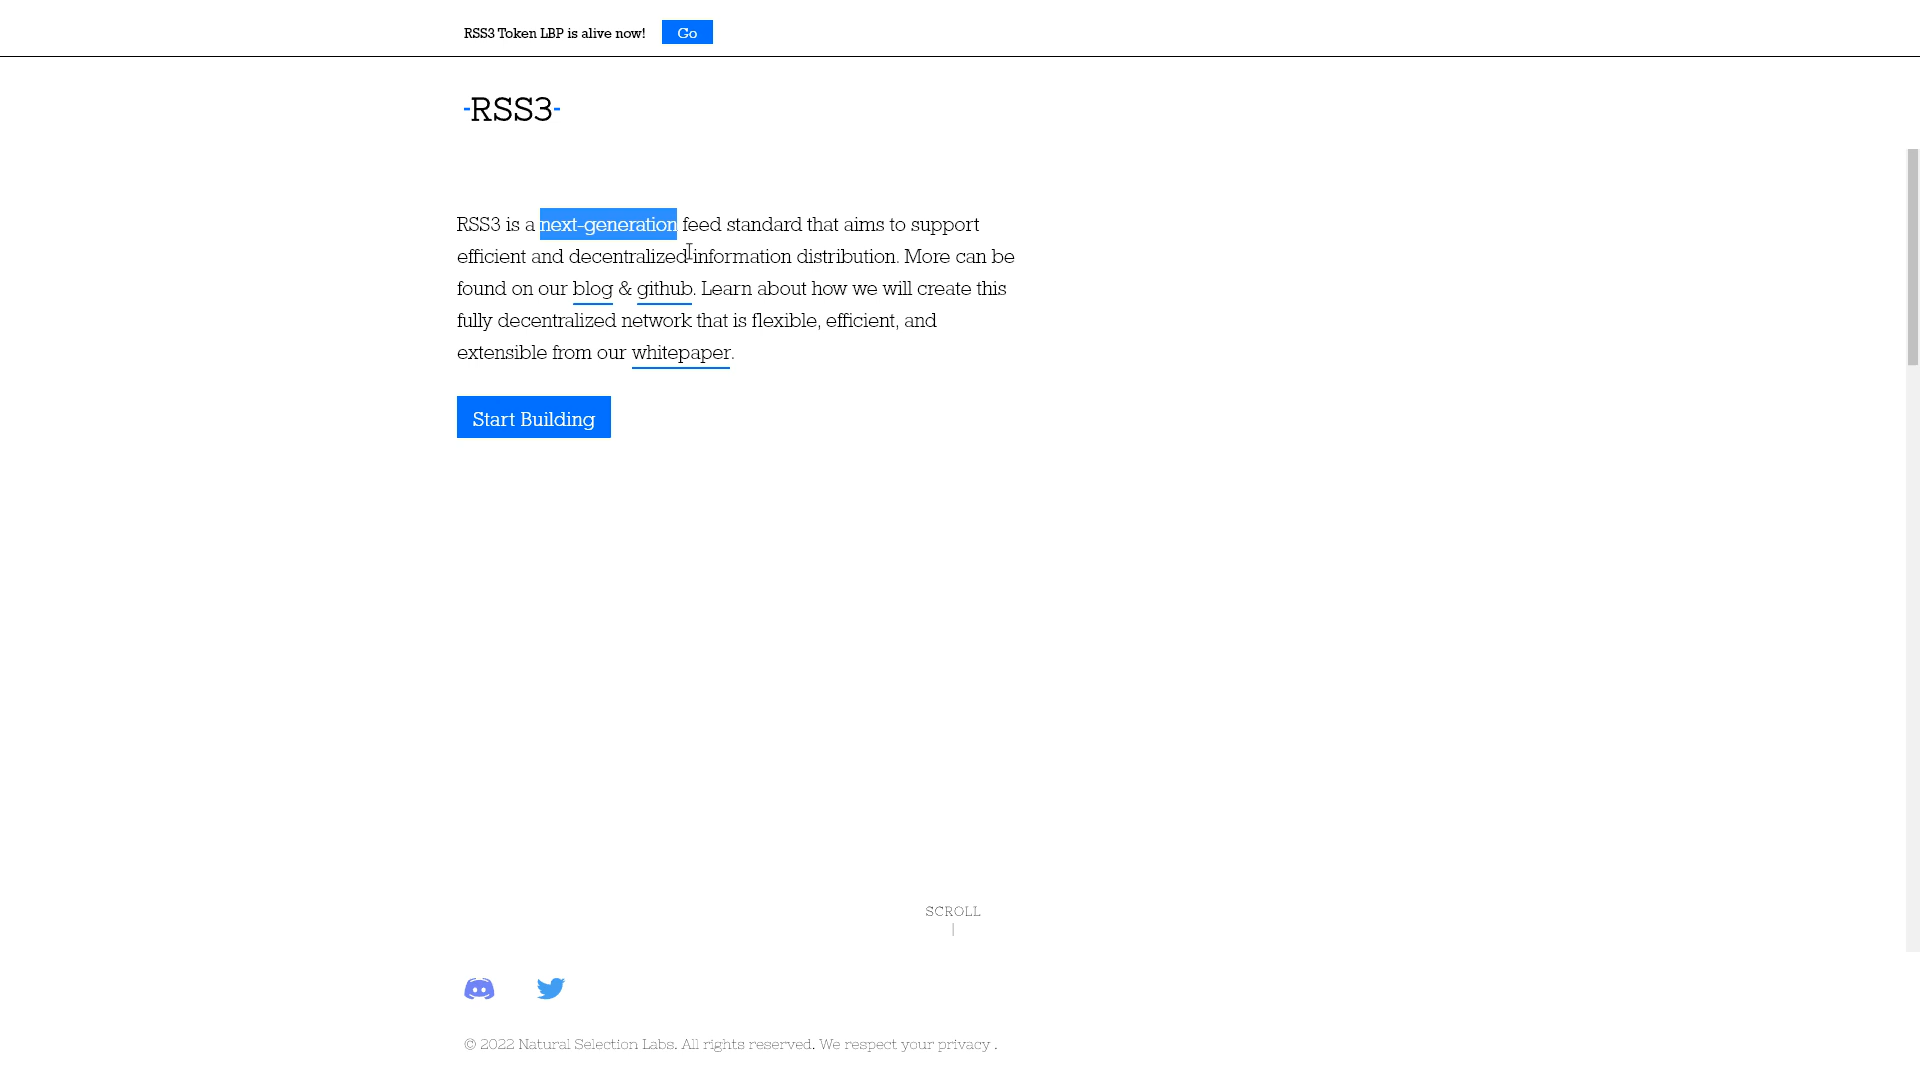 RSS3 Token LBP is alive now! Go
-RSS3-
RSS3 is a next-generation feed standard that aims to support
efficient and decentralized information distribution. More can be
found on our blog & github. Learn about how we will create this
fully decentralized network that is flexible, efficient, and
extensible from our whitepaper.
Start Building
SCROLL
© 2022 Natural Selection Labs. All rights reserved. We respect your privacy .